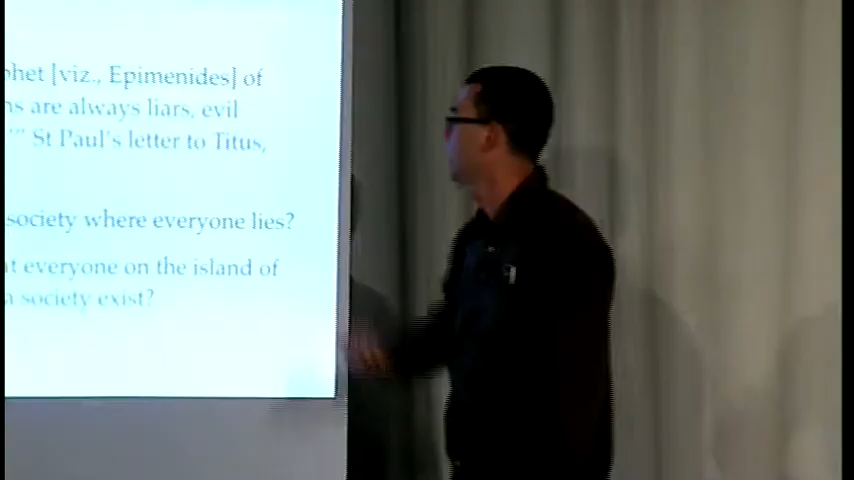 phet [viz., Epimenides] of
ns are always liars, evil
'" St Paul's letter to Titus,
society where everyone lies?
at everyone on the island of
a society exist?